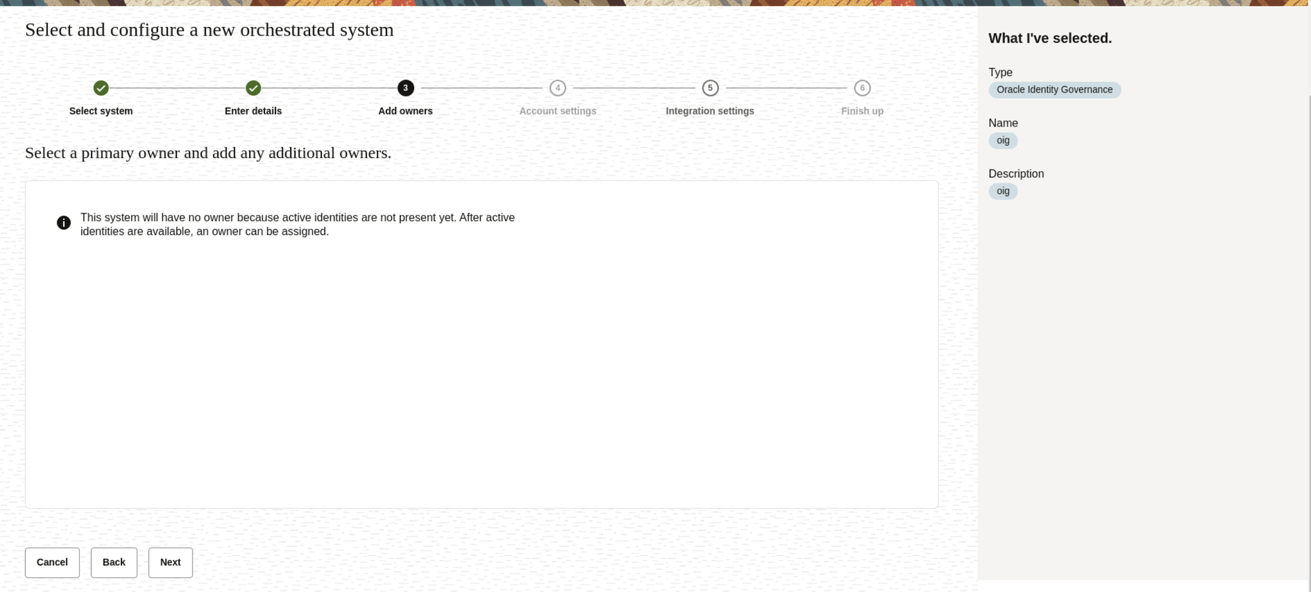 Select and configure a new orchestrated system
What I've selected.
Type
Oracle Identity Governance
Name
oig
Description
oig
3
4
5
6
Select system
Enter details
Add owners
Account settings
Integration settings
Finish up
Select a primary owner and add any additional owners.
This system will have no owner because active identities are not present yet. After active
identities are available, an owner can be assigned.
Cancel
Back
Next